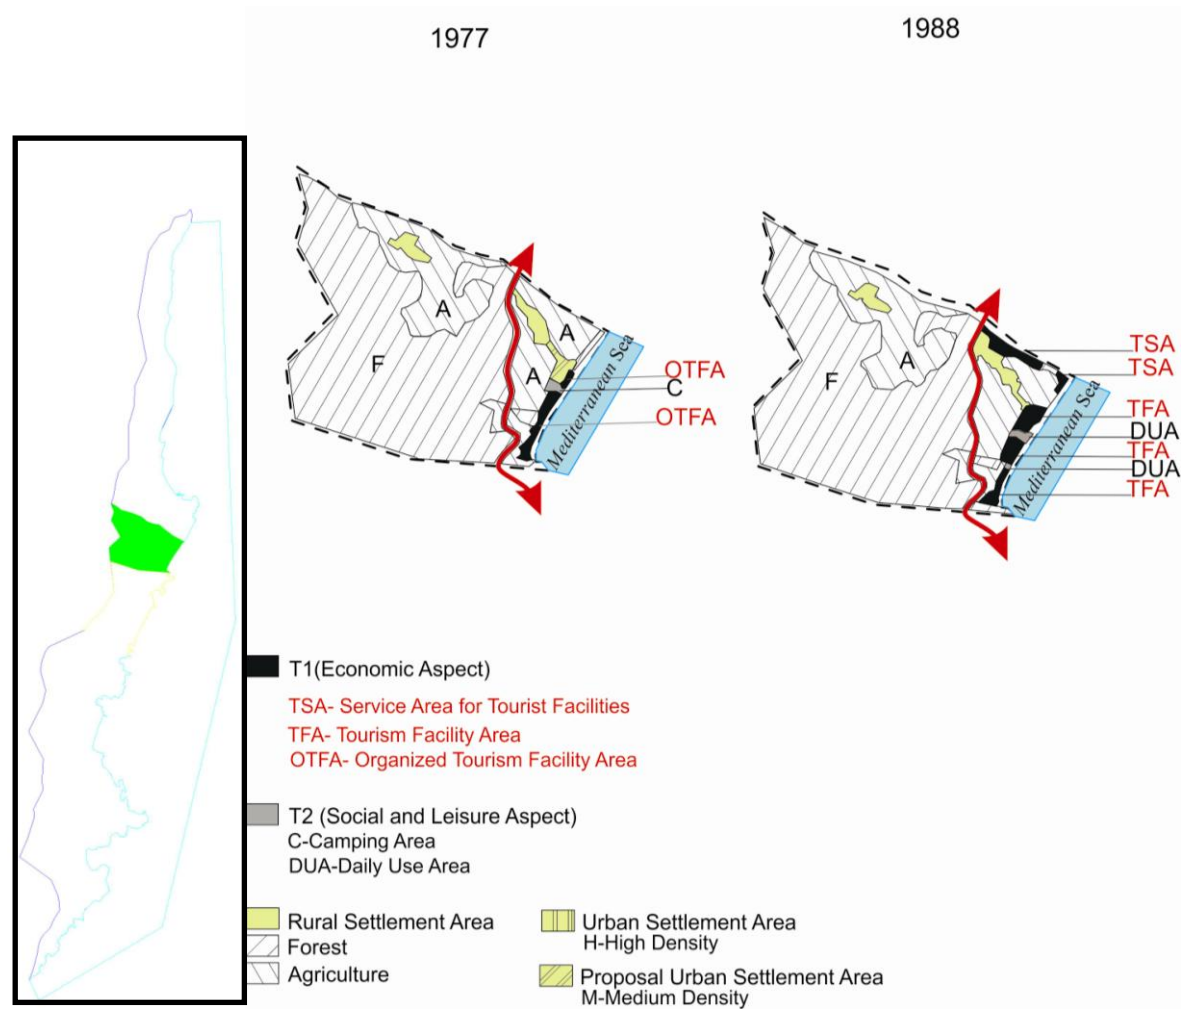 1977
1988
A
A
A
F
OTFA
C
OTFA
Mediterranean Sea
A
F
TSA
TSA
TFA
DUA
TFA
DUA
TFA
Mediterranean Sea
T1(Economic Aspect)
TSA- Service Area for Tourist Facilities
TFA- Tourism Facility Area
OTFA- Organized Tourism Facility Area
T2 (Social and Leisure Aspect)
C-Camping Area
DUA-Daily Use Area
Rural Settlement Area
Forest
Agriculture
Urban Settlement Area
H-High Density
Proposal Urban Settlement Area
M-Medium Density